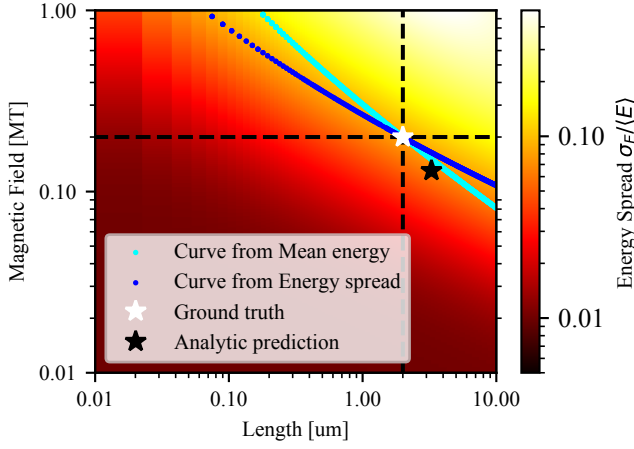 1.00
0.10
0.01
Magnetic Field [MT]
Curve from Mean energy
Curve from Energy spread
Ground truth
Analytic prediction
0.01
0.10
1.00
10.00
Length [um]
0.10
0.01
Energy Spread σ_E/⟨E⟩